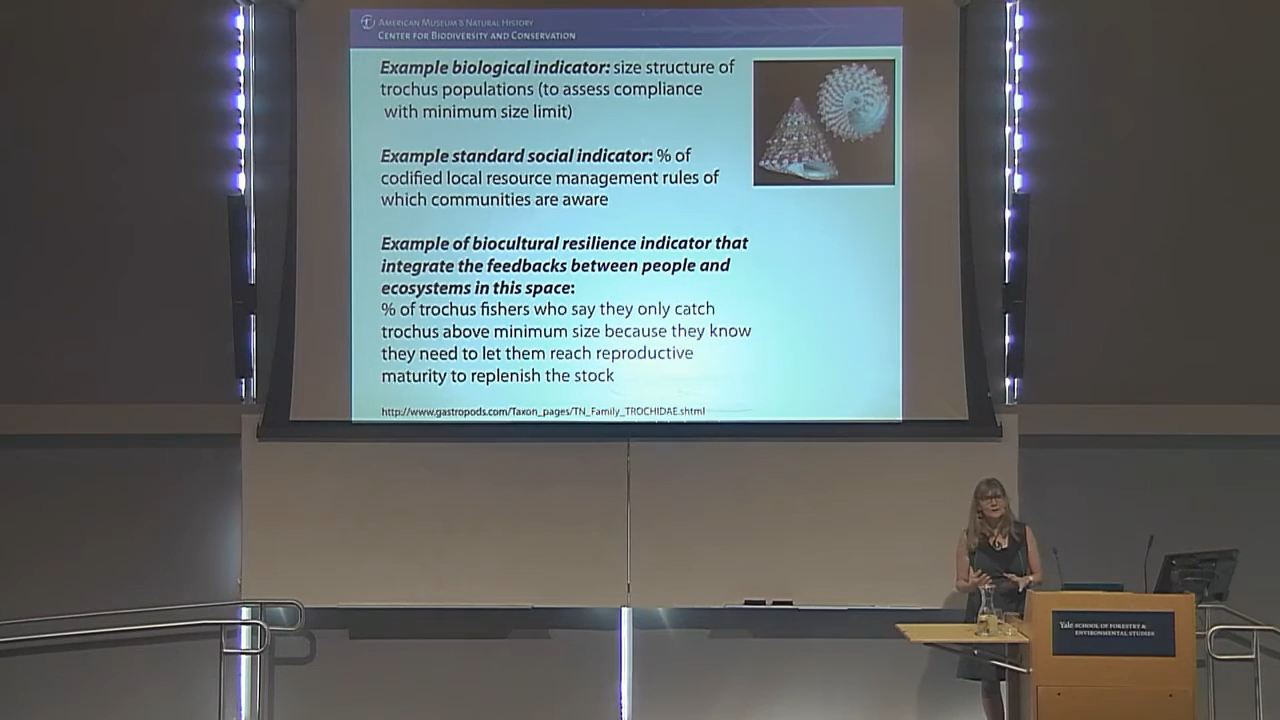 AMERICAN MUSEUM & NATURAL HISTORY
CENTER FOR BIODIVERSITY AND CONSERVATION
Example biological indicator: size structure of
trochus populations (to assess compliance
with minimum size limit)
Example standard social indicator: % of
codified local resource management rules of
which communities are aware
Example of biocultural resilience indicator that
integrate the feedbacks between people and
ecosystems in this space:
% of trochus fishers who say they only catch
trochus above minimum size because they know
they need to let them reach reproductive
maturity to replenish the stock
http://www.gastropods.com/Taxon_pages/TN_Family_TROCHIDAE.shtml
Yale SCHOOL OF FORESTRY &
ENVIRONMENTAL STUDIES